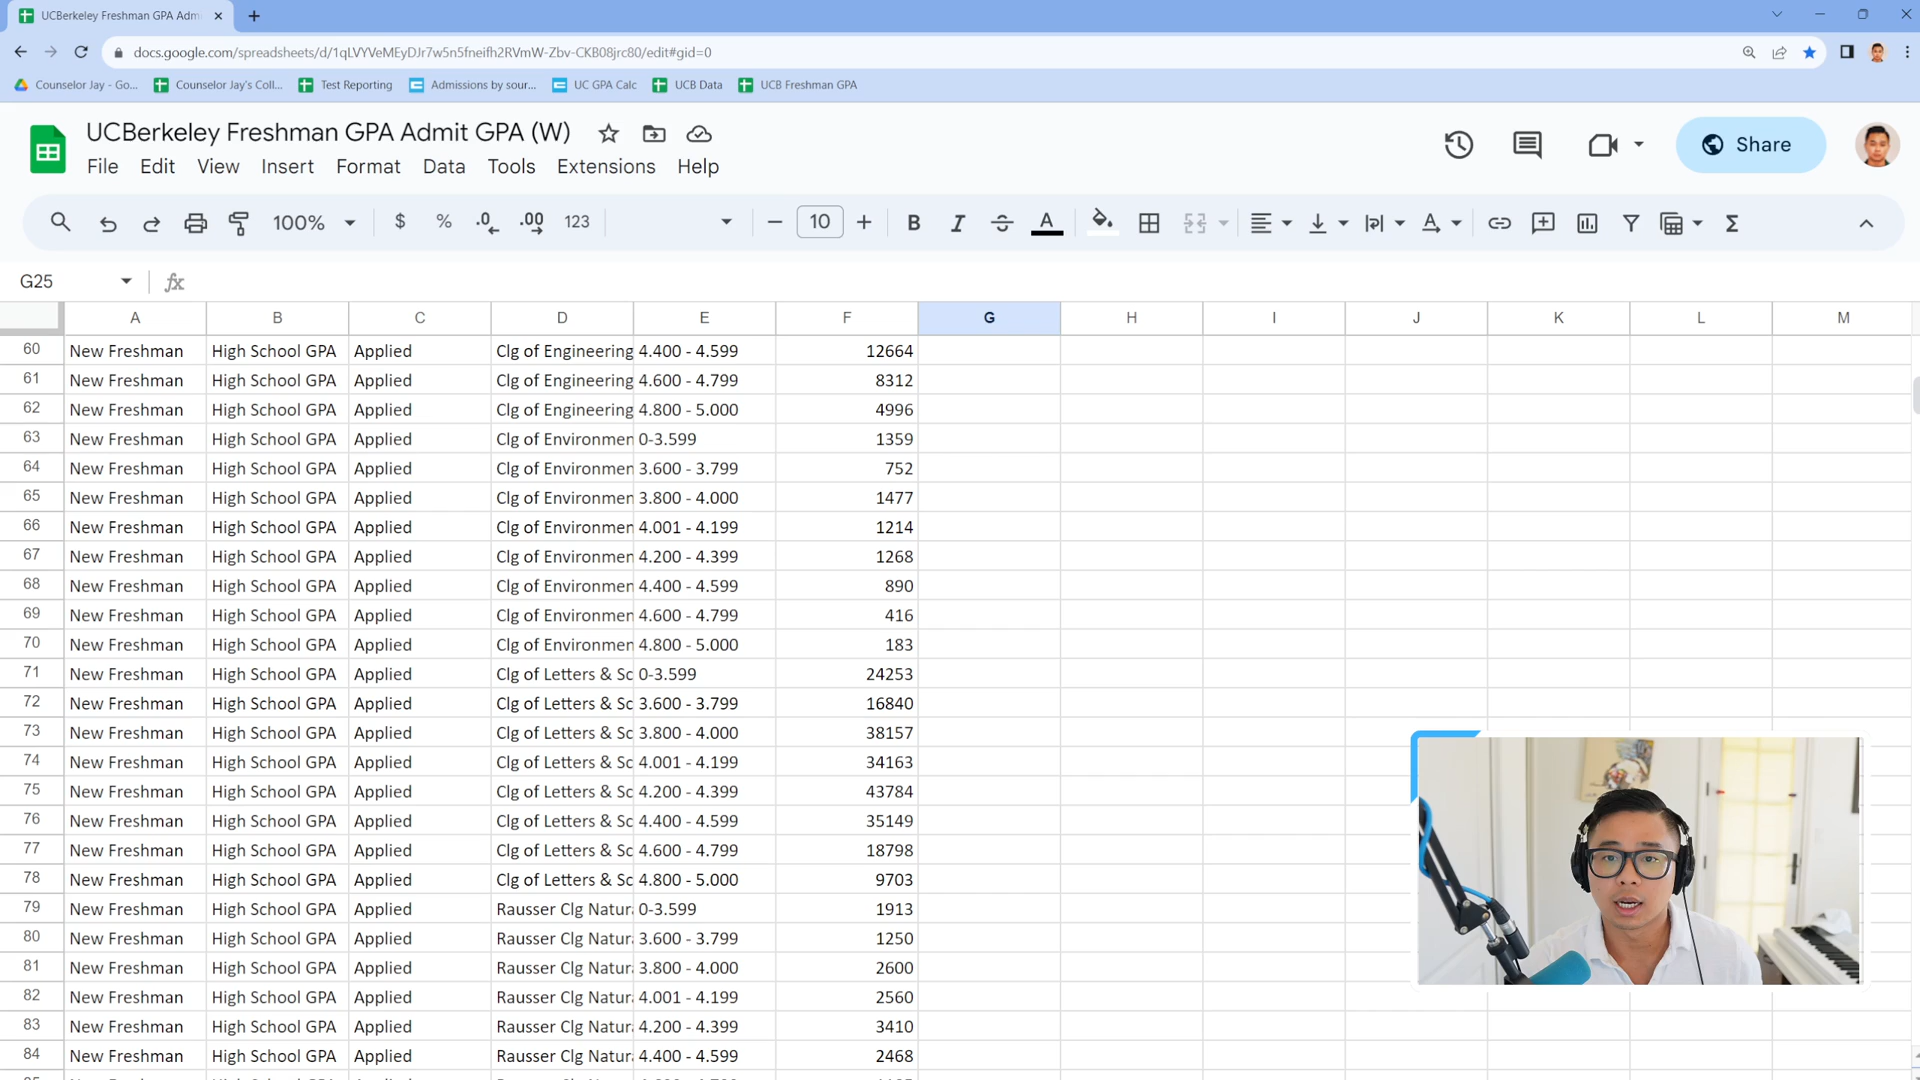 UCBerkeley Freshman GPA Adm
docs.google.com/spreadsheets/d/1qLVYVeMEyDJr7w5n5fneifh2RVmW-Zbv-CKB08jrc80/edit#gid=0
Counselor Jay - Go... Counselor Jay's Coll... Test Reporting Admissions by sour... UC GPA Calc UCB Data UCB Freshman GPA
UCBerkeley Freshman GPA Admit GPA (W)
Share
File Edit View Insert Format Data Tools Extensions Help
100% $ % .0 .00 123 10 B I S A Σ
G25 fx
A B C D E F G H I J K L M
60 New Freshman High School GPA Applied Clg of Engineering 4.400 - 4.599 12664
61 New Freshman High School GPA Applied Clg of Engineering 4.600 - 4.799 8312
62 New Freshman High School GPA Applied Clg of Engineering 4.800 - 5.000 4996
63 New Freshman High School GPA Applied Clg of Environmen 0-3.599 1359
64 New Freshman High School GPA Applied Clg of Environmen 3.600 - 3.799 752
65 New Freshman High School GPA Applied Clg of Environmen 3.800 - 4.000 1477
66 New Freshman High School GPA Applied Clg of Environmen 4.001 - 4.199 1214
67 New Freshman High School GPA Applied Clg of Environmen 4.200 - 4.399 1268
68 New Freshman High School GPA Applied Clg of Environmen 4.400 - 4.599 890
69 New Freshman High School GPA Applied Clg of Environmen 4.600 - 4.799 416
70 New Freshman High School GPA Applied Clg of Environmen 4.800 - 5.000 183
71 New Freshman High School GPA Applied Clg of Letters & Sc 0-3.599 24253
72 New Freshman High School GPA Applied Clg of Letters & Sc 3.600 - 3.799 16840
73 New Freshman High School GPA Applied Clg of Letters & Sc 3.800 - 4.000 38157
74 New Freshman High School GPA Applied Clg of Letters & Sc 4.001 - 4.199 34163
75 New Freshman High School GPA Applied Clg of Letters & Sc 4.200 - 4.399 43784
76 New Freshman High School GPA Applied Clg of Letters & Sc 4.400 - 4.599 35149
77 New Freshman High School GPA Applied Clg of Letters & Sc 4.600 - 4.799 18798
78 New Freshman High School GPA Applied Clg of Letters & Sc 4.800 - 5.000 9703
79 New Freshman High School GPA Applied Rausser Clg Natura 0-3.599 1913
80 New Freshman High School GPA Applied Rausser Clg Natura 3.600 - 3.799 1250
81 New Freshman High School GPA Applied Rausser Clg Natura 3.800 - 4.000 2600
82 New Freshman High School GPA Applied Rausser Clg Natura 4.001 - 4.199 2560
83 New Freshman High School GPA Applied Rausser Clg Natura 4.200 - 4.399 3410
84 New Freshman High School GPA Applied Rausser Clg Natura 4.400 - 4.599 2468